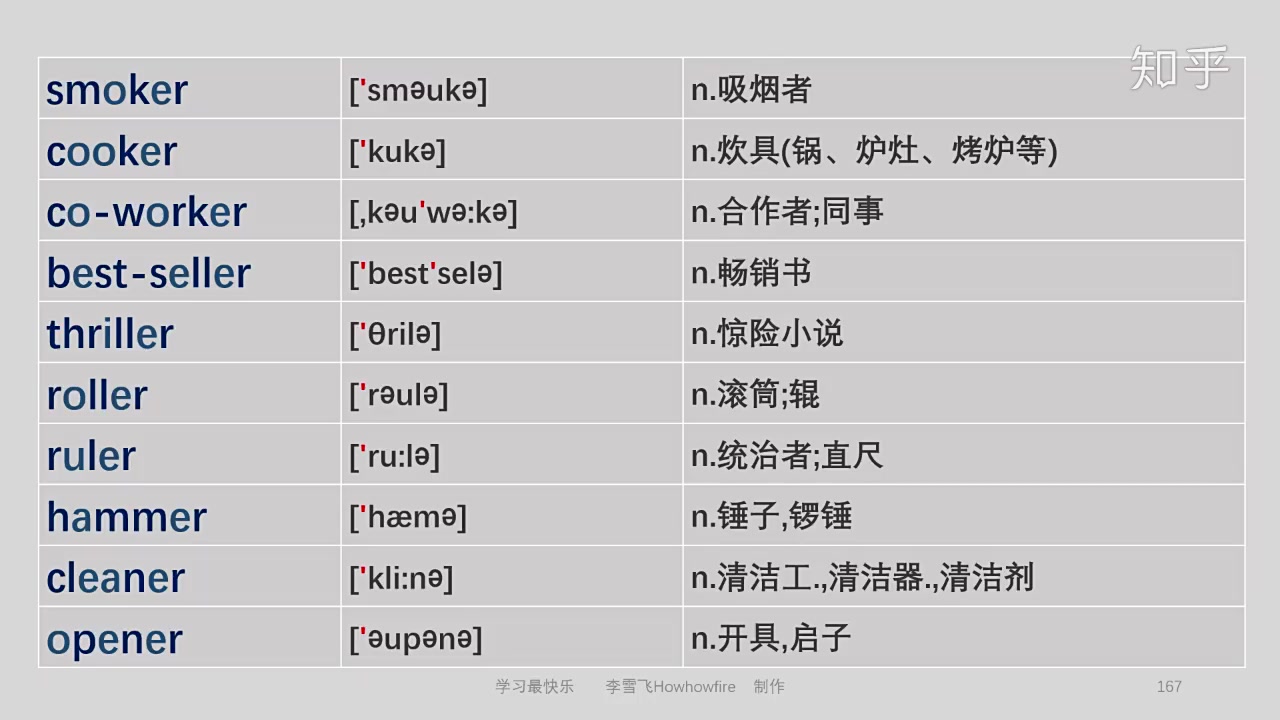 知乎
smoker ['sməukə] n.吸烟者
cooker ['kukə] n.炊具(锅、炉灶、烤炉等)
co-worker [,kəu'wə:kə] n.合作者;同事
best-seller ['best'selə] n.畅销书
thriller ['θrilə] n.惊险小说
roller ['rəulə] n.滚筒;辊
ruler ['ru:lə] n.统治者;直尺
hammer ['hæmə] n.锤子,锣锤
cleaner ['kli:nə] n.清洁工.,清洁器.,清洁剂
opener ['əupənə] n.开具,启子
学习最快乐 李雪飞Howhowfire 制作 167